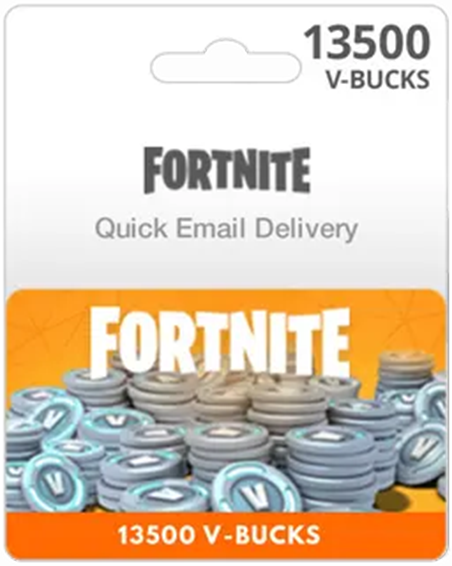 13500
V-BUCKS
FORTNITE
Quick Email Delivery
FORTNITE
13500 V-BUCKS